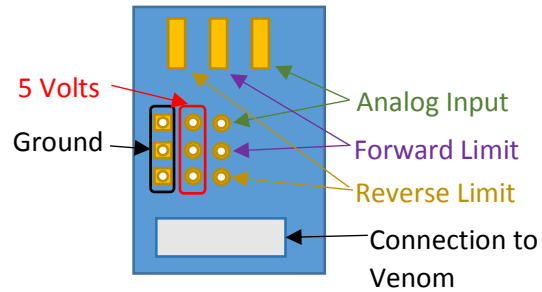 5 Volts
Ground
Analog Input
Forward Limit
Reverse Limit
Connection to
Venom